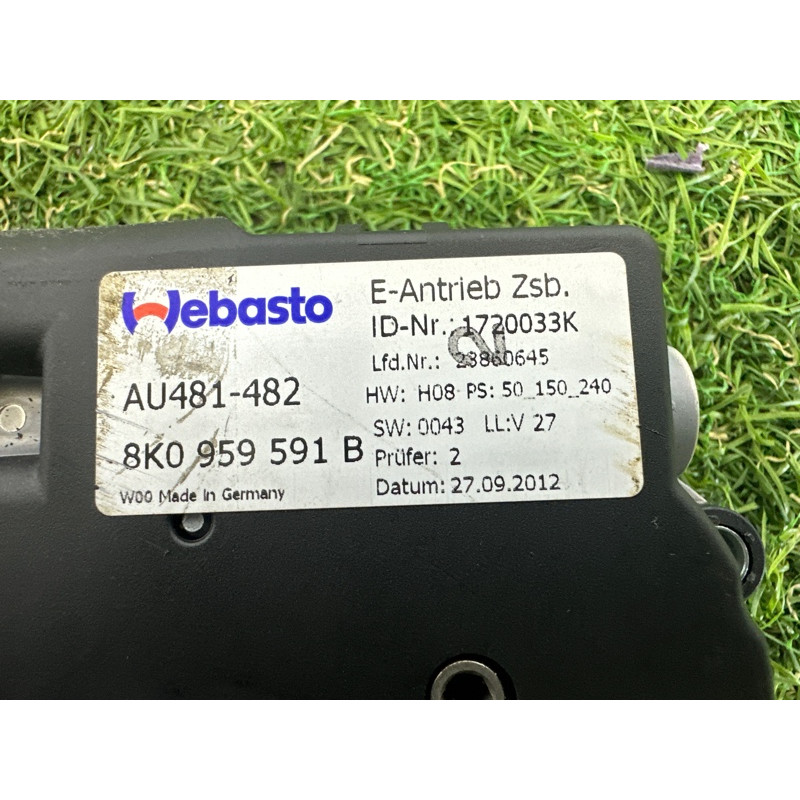 Webasto
AU481-482
8K0 959 591 B
W00 Made in Germany
E-Antrieb Zsb.
ID-Nr.: 1720033K
Lfd.Nr.: 23860645
HW: H08 PS: 50_150_240
SW: 0043 LL:V 27
Prüfer: 2
Datum: 27.09.2012